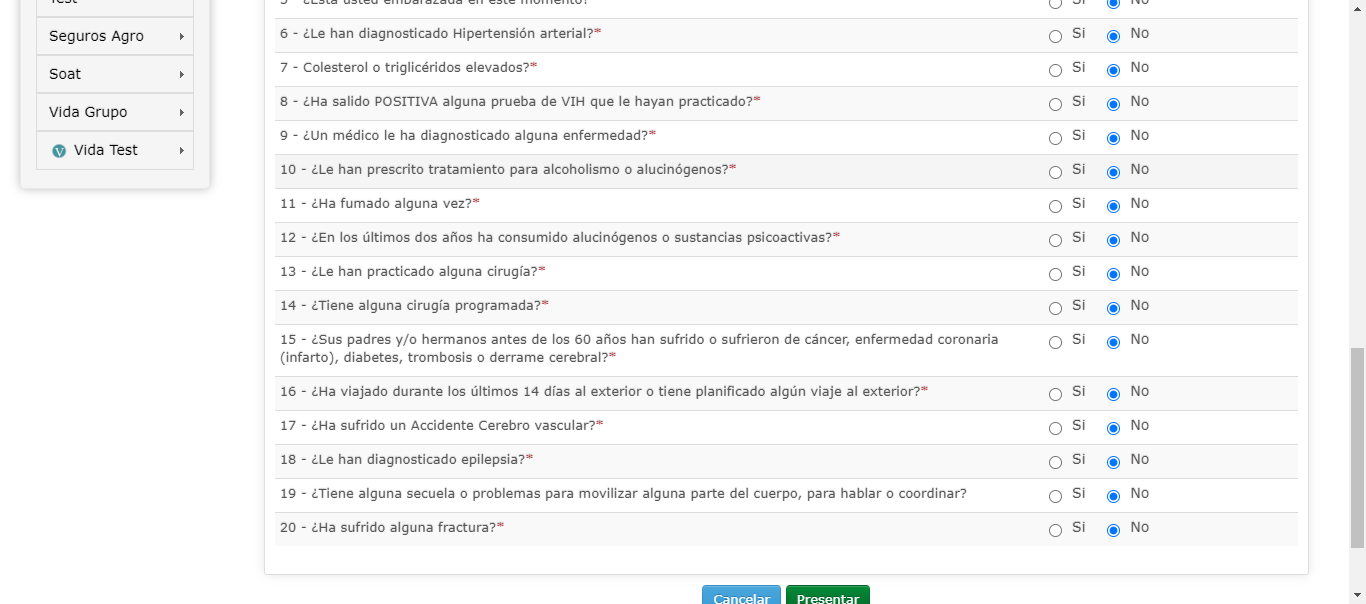 Test
Seguros Agro
Soat
Vida Grupo
Vida Test
5 - ¿Está usted embarazada en este momento? Si No
6 - ¿Le han diagnosticado Hipertensión arterial?* Si No
7 - Colesterol o triglicéridos elevados?* Si No
8 - ¿Ha salido POSITIVA alguna prueba de VIH que le hayan practicado?* Si No
9 - ¿Un médico le ha diagnosticado alguna enfermedad?* Si No
10 - ¿Le han prescrito tratamiento para alcoholismo o alucinógenos?* Si No
11 - ¿Ha fumado alguna vez?* Si No
12 - ¿En los últimos dos años ha consumido alucinógenos o sustancias psicoactivas?* Si No
13 - ¿Le han practicado alguna cirugía?* Si No
14 - ¿Tiene alguna cirugía programada?* Si No
15 - ¿Sus padres y/o hermanos antes de los 60 años han sufrido o sufrieron de cáncer, enfermedad coronaria Si No
(infarto), diabetes, trombosis o derrame cerebral?*
16 - ¿Ha viajado durante los últimos 14 días al exterior o tiene planificado algún viaje al exterior?* Si No
17 - ¿Ha sufrido un Accidente Cerebro vascular?* Si No
18 - ¿Le han diagnosticado epilepsia?* Si No
19 - ¿Tiene alguna secuela o problemas para movilizar alguna parte del cuerpo, para hablar o coordinar? Si No
20 - ¿Ha sufrido alguna fractura?* Si No
Cancelar Presentar